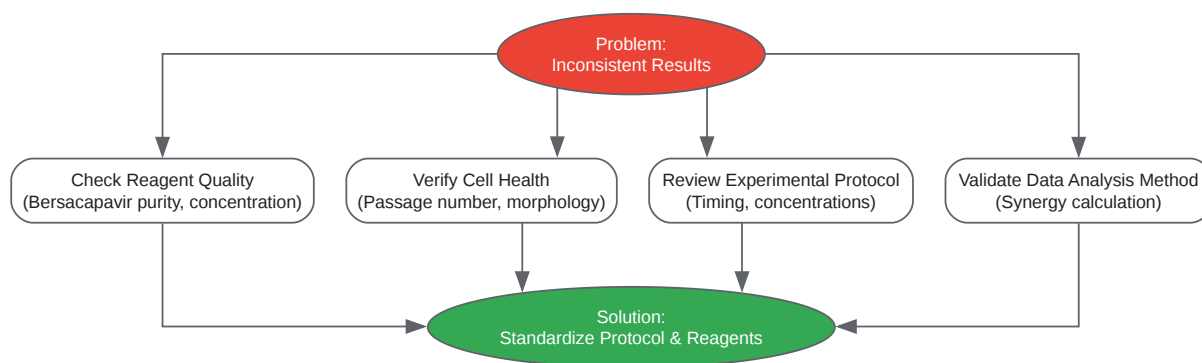 Problem:
Inconsistent Results
Check Reagent Quality
(Bersacapavir purity, concentration)
Verify Cell Health
(Passage number, morphology)
Review Experimental Protocol
(Timing, concentrations)
Validate Data Analysis Method
(Synergy calculation)
Solution:
Standardize Protocol & Reagents